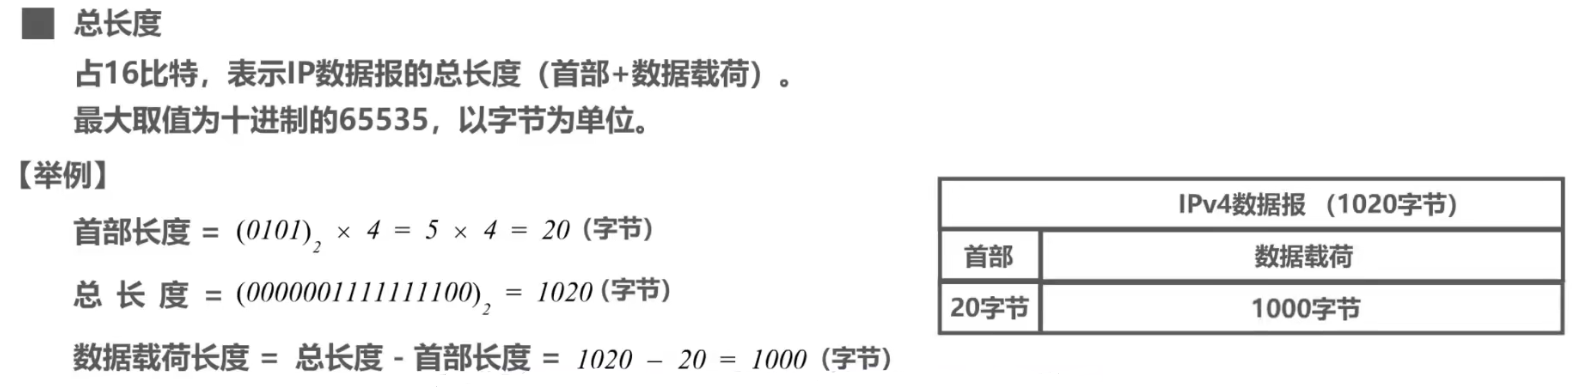 总长度
占16比特，表示IP数据报的总长度（首部+数据载荷）。
最大取值为十进制的65535，以字节为单位。
【举例】
首部长度 = (0101)₂ × 4 = 5 × 4 = 20（字节）
总 长 度 = (0000001111111100)₂ = 1020（字节）
数据载荷长度 = 总长度 - 首部长度 = 1020 – 20 = 1000（字节）
IPv4数据报 （1020字节）
首部 数据载荷
20字节 1000字节